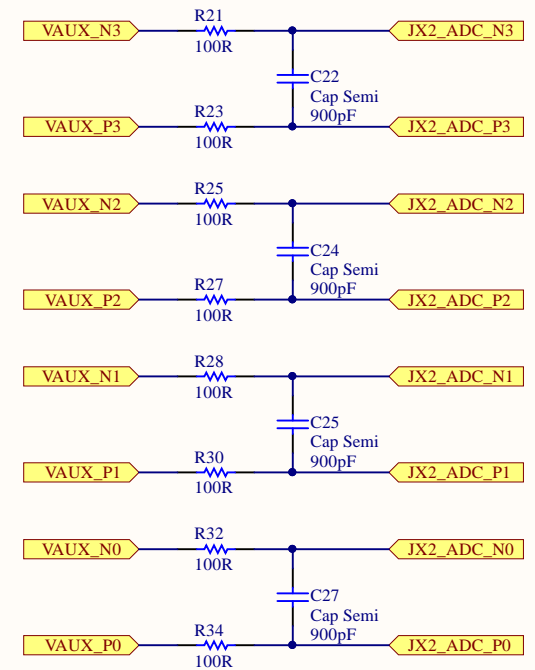 R21
VAUX_N3
JX2_ADC_N3
100R
C22
Cap Semi
900pF
R23
VAUX_P3
JX2_ADC_P3
100R
R25
VAUX_N2
JX2_ADC_N2
100R
C24
Cap Semi
900pF
R27
VAUX_P2
JX2_ADC_P2
100R
R28
VAUX_N1
JX2_ADC_N1
100R
C25
Cap Semi
900pF
R30
VAUX_P1
JX2_ADC_P1
100R
R32
VAUX_N0
JX2_ADC_N0
100R
C27
Cap Semi
900pF
R34
VAUX_P0
JX2_ADC_P0
100R